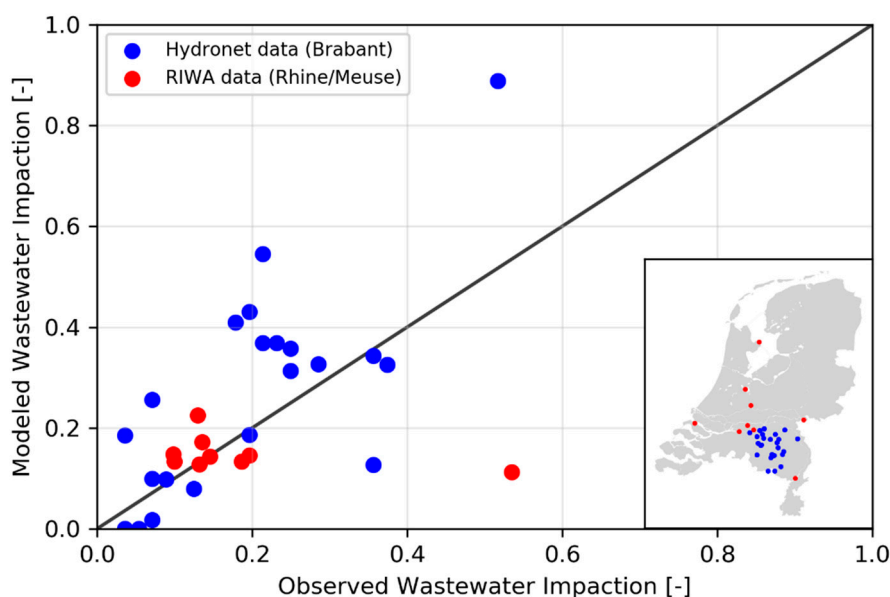 1.0
0.8
0.6
0.4
0.2
0.0
Modeled Wastewater Impaction [-]
Hydronet data (Brabant)
RIWA data (Rhine/Meuse)
0.0 0.2 0.4 0.6 0.8 1.0
Observed Wastewater Impaction [-]